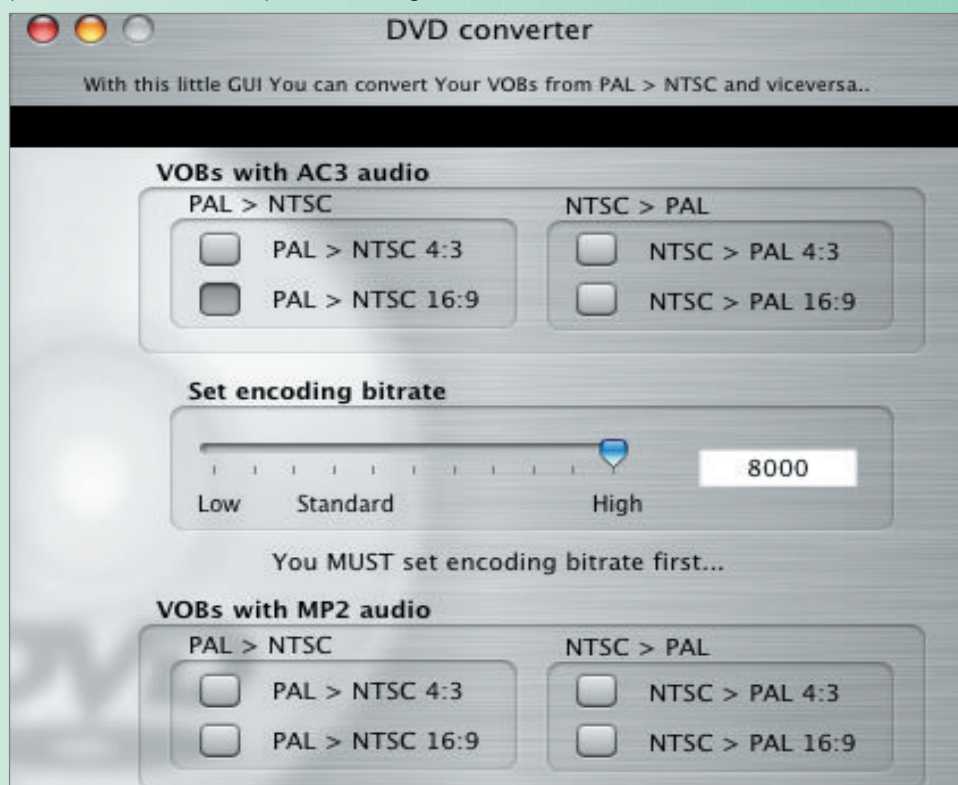 DVD converter
With this little GUI You can convert Your VOBs from PAL > NTSC and viceversa..
VOBs with AC3 audio
PAL > NTSC
NTSC > PAL
PAL > NTSC 4:3
NTSC > PAL 4:3
PAL > NTSC 16:9
NTSC > PAL 16:9
Set encoding bitrate
8000
Low Standard High
You MUST set encoding bitrate first...
VOBs with MP2 audio
PAL > NTSC
NTSC > PAL
PAL > NTSC 4:3
NTSC > PAL 4:3
PAL > NTSC 16:9
NTSC > PAL 16:9